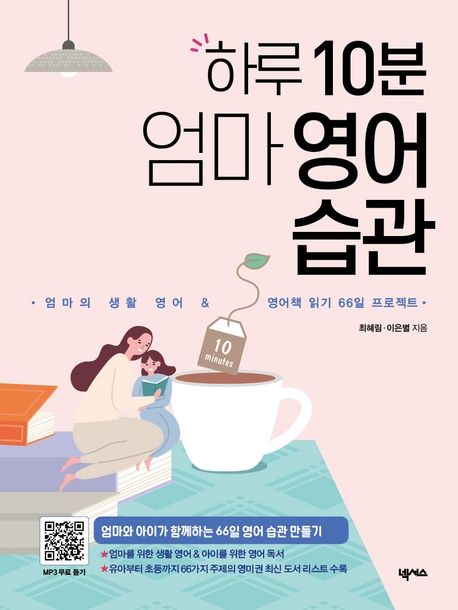 하루 10분
엄마 영어
습관
• 엄마의 생활 영어 & 영어책 읽기 66일 프로젝트 •
최혜림 · 이은별 지음
10
minutes
엄마와 아이가 함께하는 66일 영어 습관 만들기
★엄마를 위한 생활 영어 & 아이를 위한 영어 독서
★유아부터 초등까지 66가지 주제의 영미권 최신 도서 리스트 수록
MP3 무료 듣기
넥서스